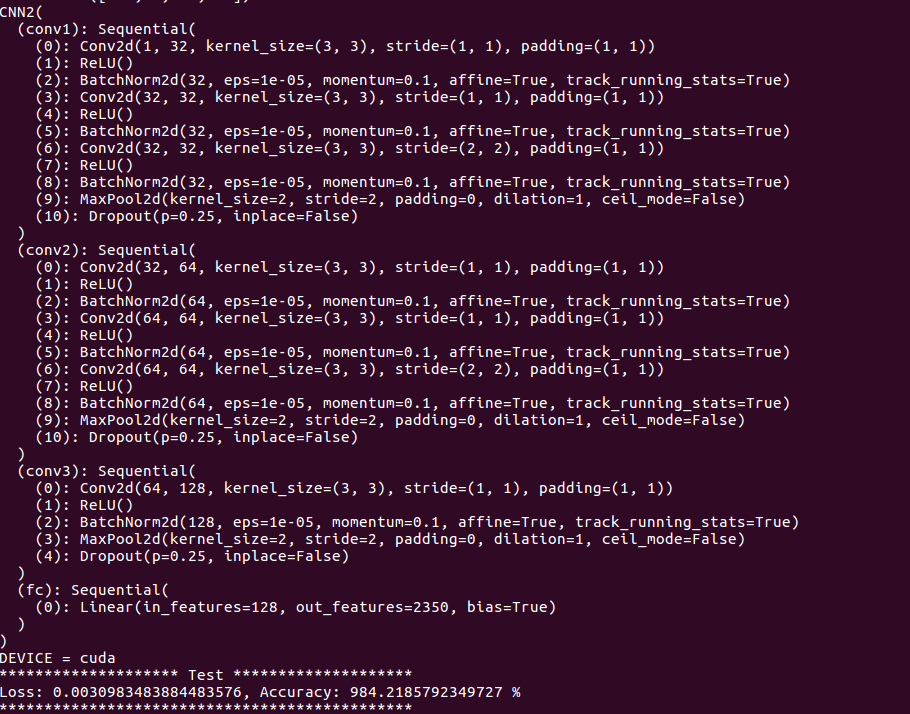 CNN2(
  (conv1): Sequential(
    (0): Conv2d(1, 32, kernel_size=(3, 3), stride=(1, 1), padding=(1, 1))
    (1): ReLU()
    (2): BatchNorm2d(32, eps=1e-05, momentum=0.1, affine=True, track_running_stats=True)
    (3): Conv2d(32, 32, kernel_size=(3, 3), stride=(1, 1), padding=(1, 1))
    (4): ReLU()
    (5): BatchNorm2d(32, eps=1e-05, momentum=0.1, affine=True, track_running_stats=True)
    (6): Conv2d(32, 32, kernel_size=(3, 3), stride=(2, 2), padding=(1, 1))
    (7): ReLU()
    (8): BatchNorm2d(32, eps=1e-05, momentum=0.1, affine=True, track_running_stats=True)
    (9): MaxPool2d(kernel_size=2, stride=2, padding=0, dilation=1, ceil_mode=False)
    (10): Dropout(p=0.25, inplace=False)
  )
  (conv2): Sequential(
    (0): Conv2d(32, 64, kernel_size=(3, 3), stride=(1, 1), padding=(1, 1))
    (1): ReLU()
    (2): BatchNorm2d(64, eps=1e-05, momentum=0.1, affine=True, track_running_stats=True)
    (3): Conv2d(64, 64, kernel_size=(3, 3), stride=(1, 1), padding=(1, 1))
    (4): ReLU()
    (5): BatchNorm2d(64, eps=1e-05, momentum=0.1, affine=True, track_running_stats=True)
    (6): Conv2d(64, 64, kernel_size=(3, 3), stride=(2, 2), padding=(1, 1))
    (7): ReLU()
    (8): BatchNorm2d(64, eps=1e-05, momentum=0.1, affine=True, track_running_stats=True)
    (9): MaxPool2d(kernel_size=2, stride=2, padding=0, dilation=1, ceil_mode=False)
    (10): Dropout(p=0.25, inplace=False)
  )
  (conv3): Sequential(
    (0): Conv2d(64, 128, kernel_size=(3, 3), stride=(1, 1), padding=(1, 1))
    (1): ReLU()
    (2): BatchNorm2d(128, eps=1e-05, momentum=0.1, affine=True, track_running_stats=True)
    (3): MaxPool2d(kernel_size=2, stride=2, padding=0, dilation=1, ceil_mode=False)
    (4): Dropout(p=0.25, inplace=False)
  )
  (fc): Sequential(
    (0): Linear(in_features=128, out_features=2350, bias=True)
  )
)
DEVICE = cuda
******************** Test ********************
Loss: 0.0030983483884483576, Accuracy: 984.2185792349727 %
**********************************************